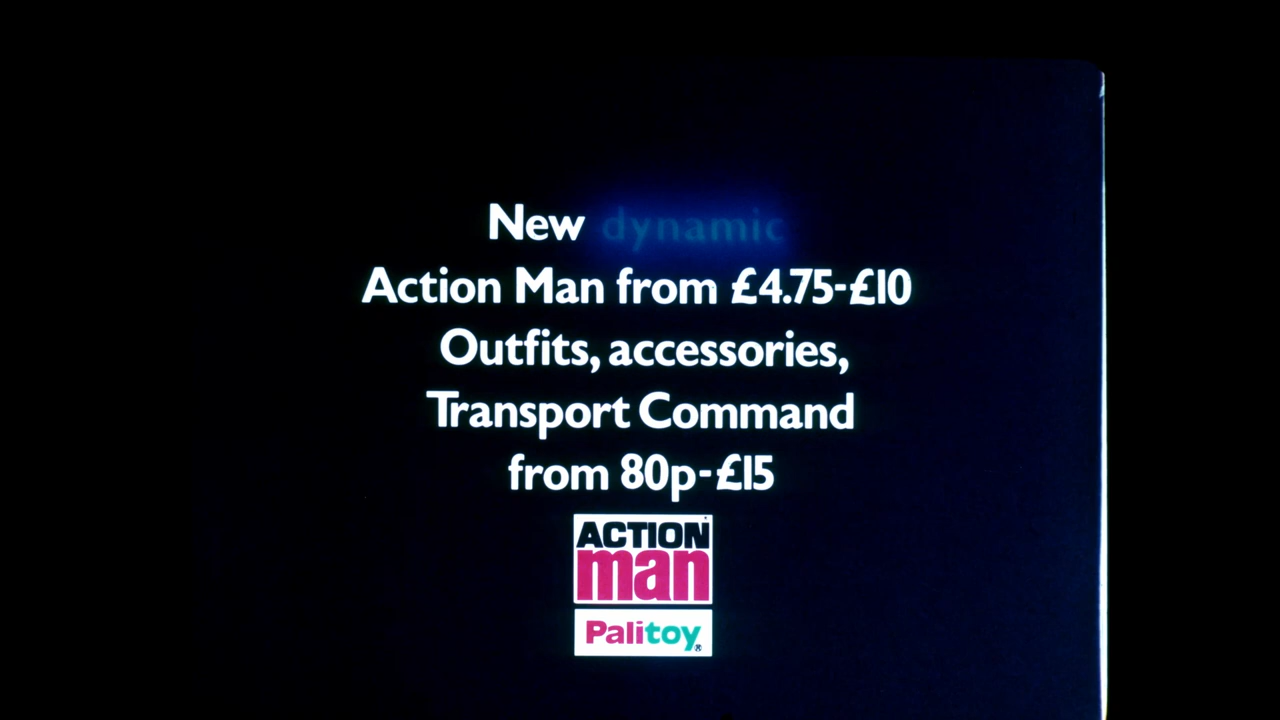 New dynamic
Action Man from £4.75-£10
Outfits, accessories,
Transport Command
from 80p-£15
ACTION
man
Palitoy®